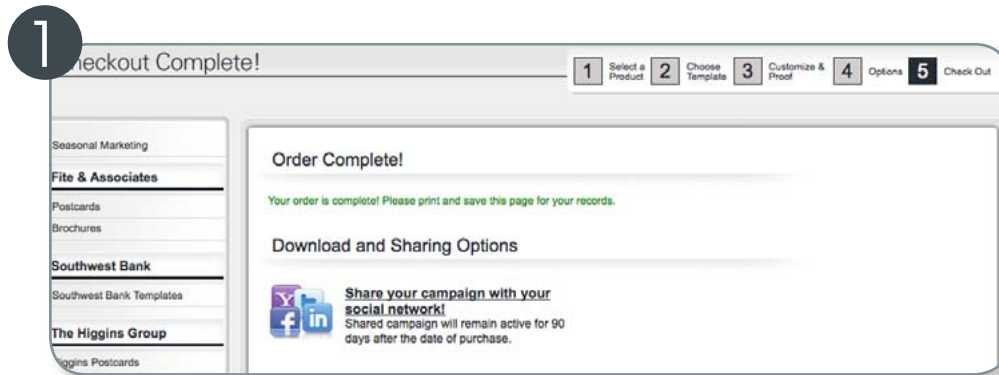 1
heckout Complete!
1 Select a Product 2 Choose Template 3 Customize & Proof 4 Options 5 Check Out
Seasonal Marketing
Fite & Associates
Postcards
Brochures
Southwest Bank
Southwest Bank Templates
The Higgins Group
Higgins Postcards
Order Complete!
Your order is complete! Please print and save this page for your records.
Download and Sharing Options
Share your campaign with your
social network!
Shared campaign will remain active for 90
days after the date of purchase.
Y t
f in